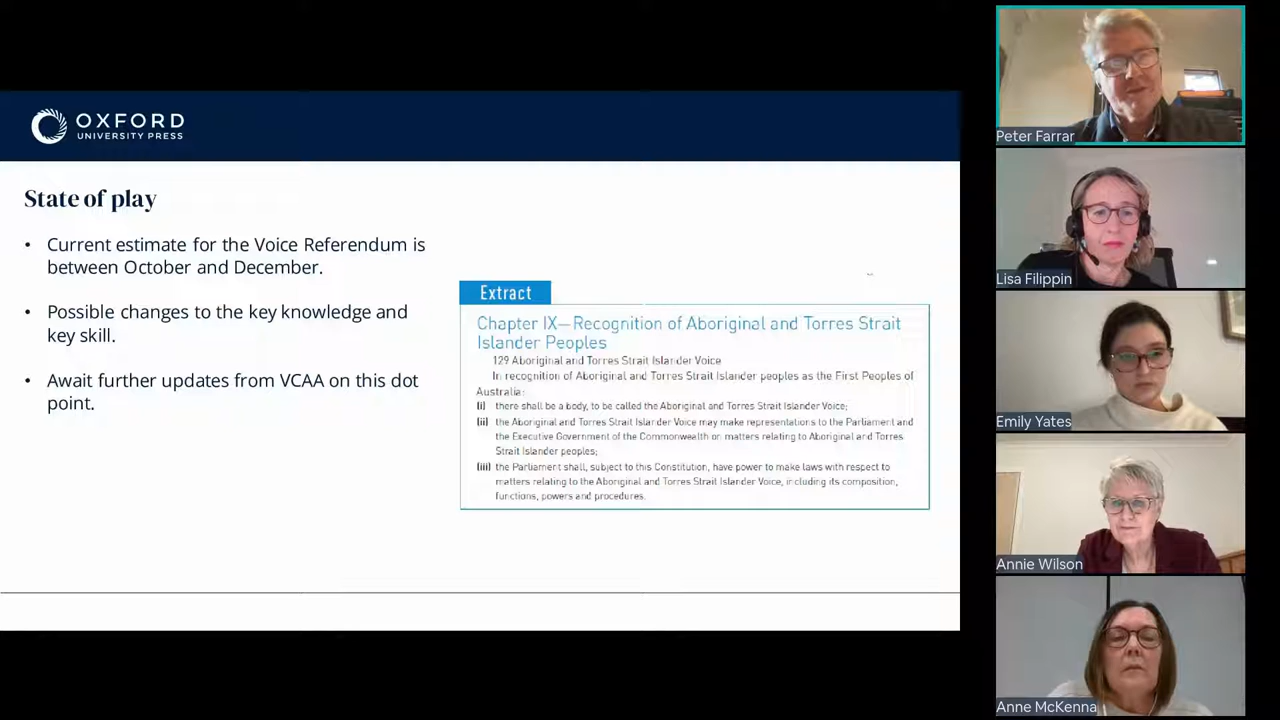 OXFORD
UNIVERSITY PRESS
State of play
• Current estimate for the Voice Referendum is
between October and December.
• Possible changes to the key knowledge and
key skill.
• Await further updates from VCAA on this dot
point.
Extract
Chapter IX—Recognition of Aboriginal and Torres Strait
Islander Peoples
129 Aboriginal and Torres Strait Islander Voice
In recognition of Aboriginal and Torres Strait Islander peoples as the First Peoples of
Australia:
(i) there shall be a body, to be called the Aboriginal and Torres Strait Islander Voice;
(ii) the Aboriginal and Torres Strait Islander Voice may make representations to the Parliament and
the Executive Government of the Commonwealth on matters relating to Aboriginal and Torres
Strait Islander peoples;
(iii) the Parliament shall, subject to this Constitution, have power to make laws with respect to
matters relating to the Aboriginal and Torres Strait Islander Voice, including its composition,
functions, powers and procedures.
Peter Farrar
Lisa Filippin
Emily Yates
Annie Wilson
Anne McKenna